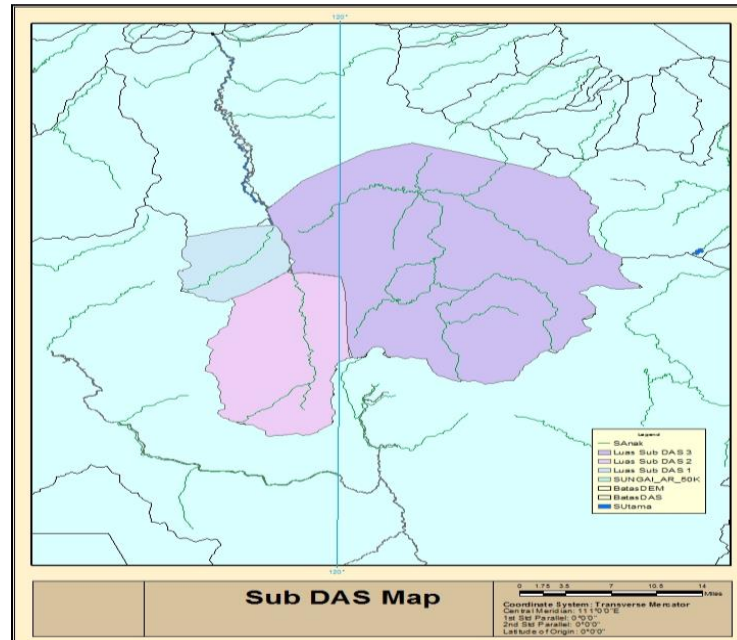 120°
Legend
SAnak
Luas Sub DAS 3
Luas Sub DAS 2
Luas Sub DAS 1
SUNGAI_AR_50K
BatasDEM
BatasDAS
SUtama
120°
Sub DAS Map
0 1.75 3.5 7 10.5 14
Miles
Coordinate System: Transverse Mercator
Central Meridian: 111°0'0"E
1st Std Parallel: 0°0'0"
2nd Std Parallel: 0°0'0"
Latitude of Origin: 0°0'0"